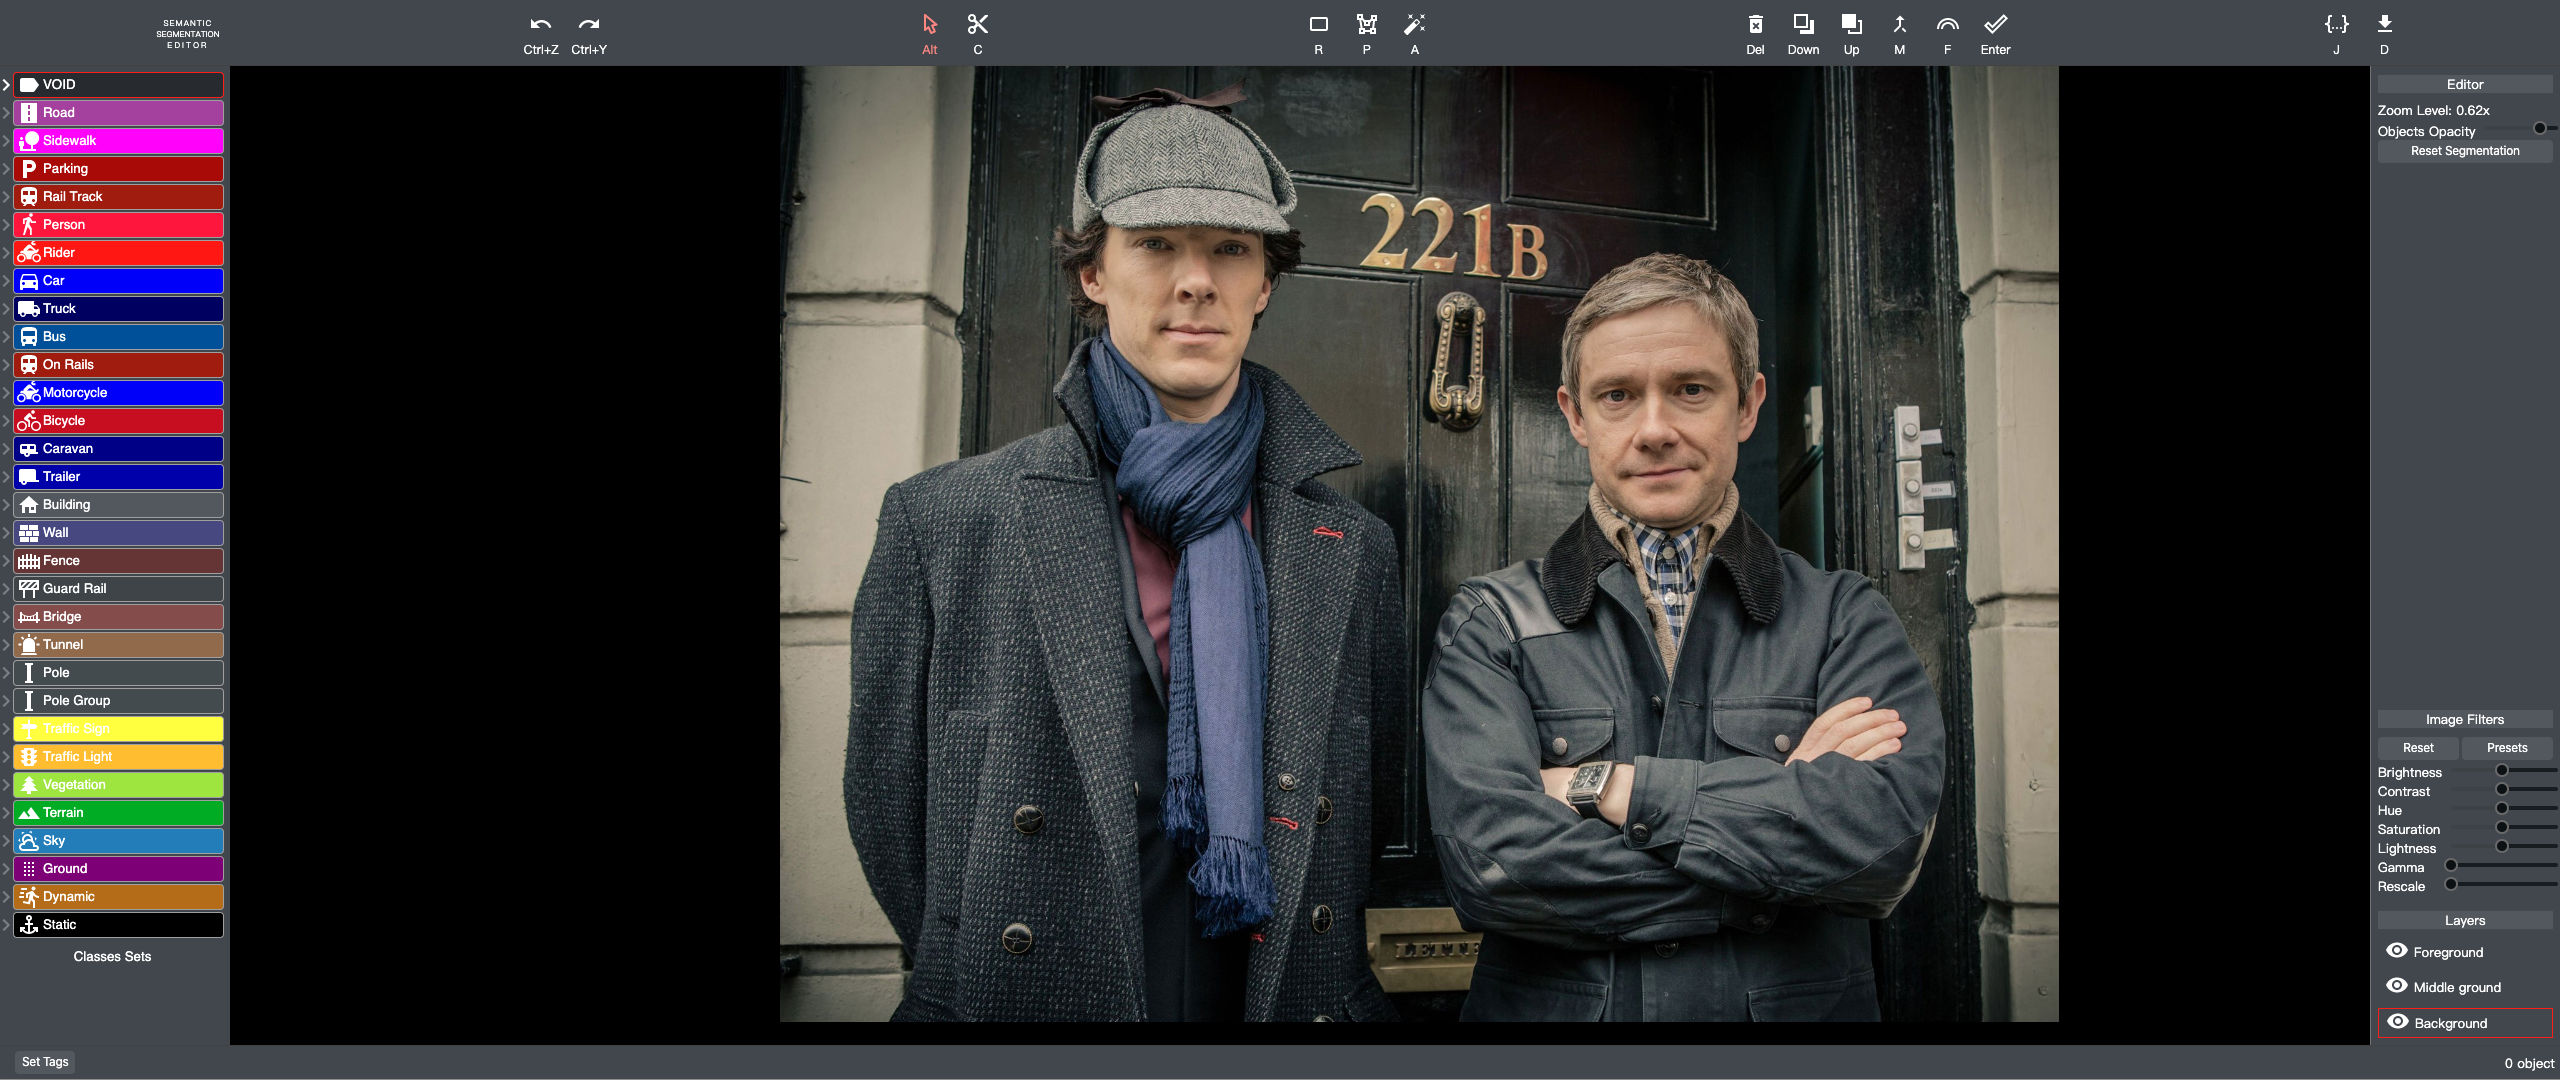 SEMANTIC
SEGMENTATION
EDITOR
Ctrl+Z
Ctrl+Y
Alt
C
R
P
A
Del
Down
Up
M
F
Enter
J
D
VOID
Road
Sidewalk
Parking
Rail Track
Person
Rider
Car
Truck
Bus
On Rails
Motorcycle
Bicycle
Caravan
Trailer
Building
Wall
Fence
Guard Rail
Bridge
Tunnel
Pole
Pole Group
Traffic Sign
Traffic Light
Vegetation
Terrain
Sky
Ground
Dynamic
Static
Classes Sets
Set Tags
221B
Editor
Zoom Level: 0.62x
Objects Opacity
Reset Segmentation
Image Filters
Reset Presets
Brightness
Contrast
Hue
Saturation
Lightness
Gamma
Rescale
Layers
Foreground
Middle ground
Background
0 object